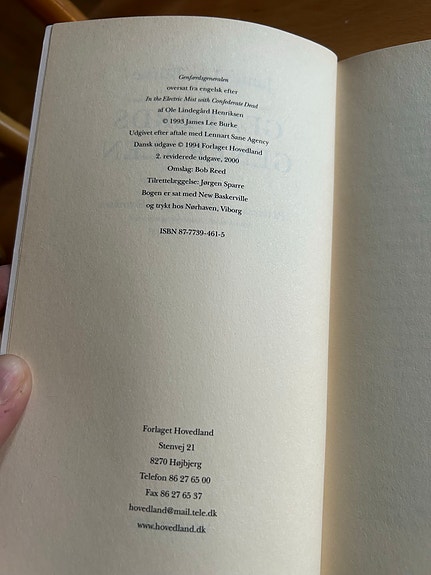 Genfærdsgeneralen
oversat fra engelsk efter
In the Electric Mist with Confederate Dead
af Ole Lindegård Henriksen
© 1993 James Lee Burke
Udgivet efter aftale med Lennart Sane Agency
Dansk udgave © 1994 Forlaget Hovedland
2. reviderede udgave, 2000
Omslag: Bob Reed
Tilrettelæggelse: Jørgen Sparre
Bogen er sat med New Baskerville
og trykt hos Nørhaven, Viborg
ISBN 87-7739-461-5
Forlaget Hovedland
Stenvej 21
8270 Højbjerg
Telefon 86 27 65 00
Fax 86 27 65 37
hovedland@mail.tele.dk
www.hovedland.dk